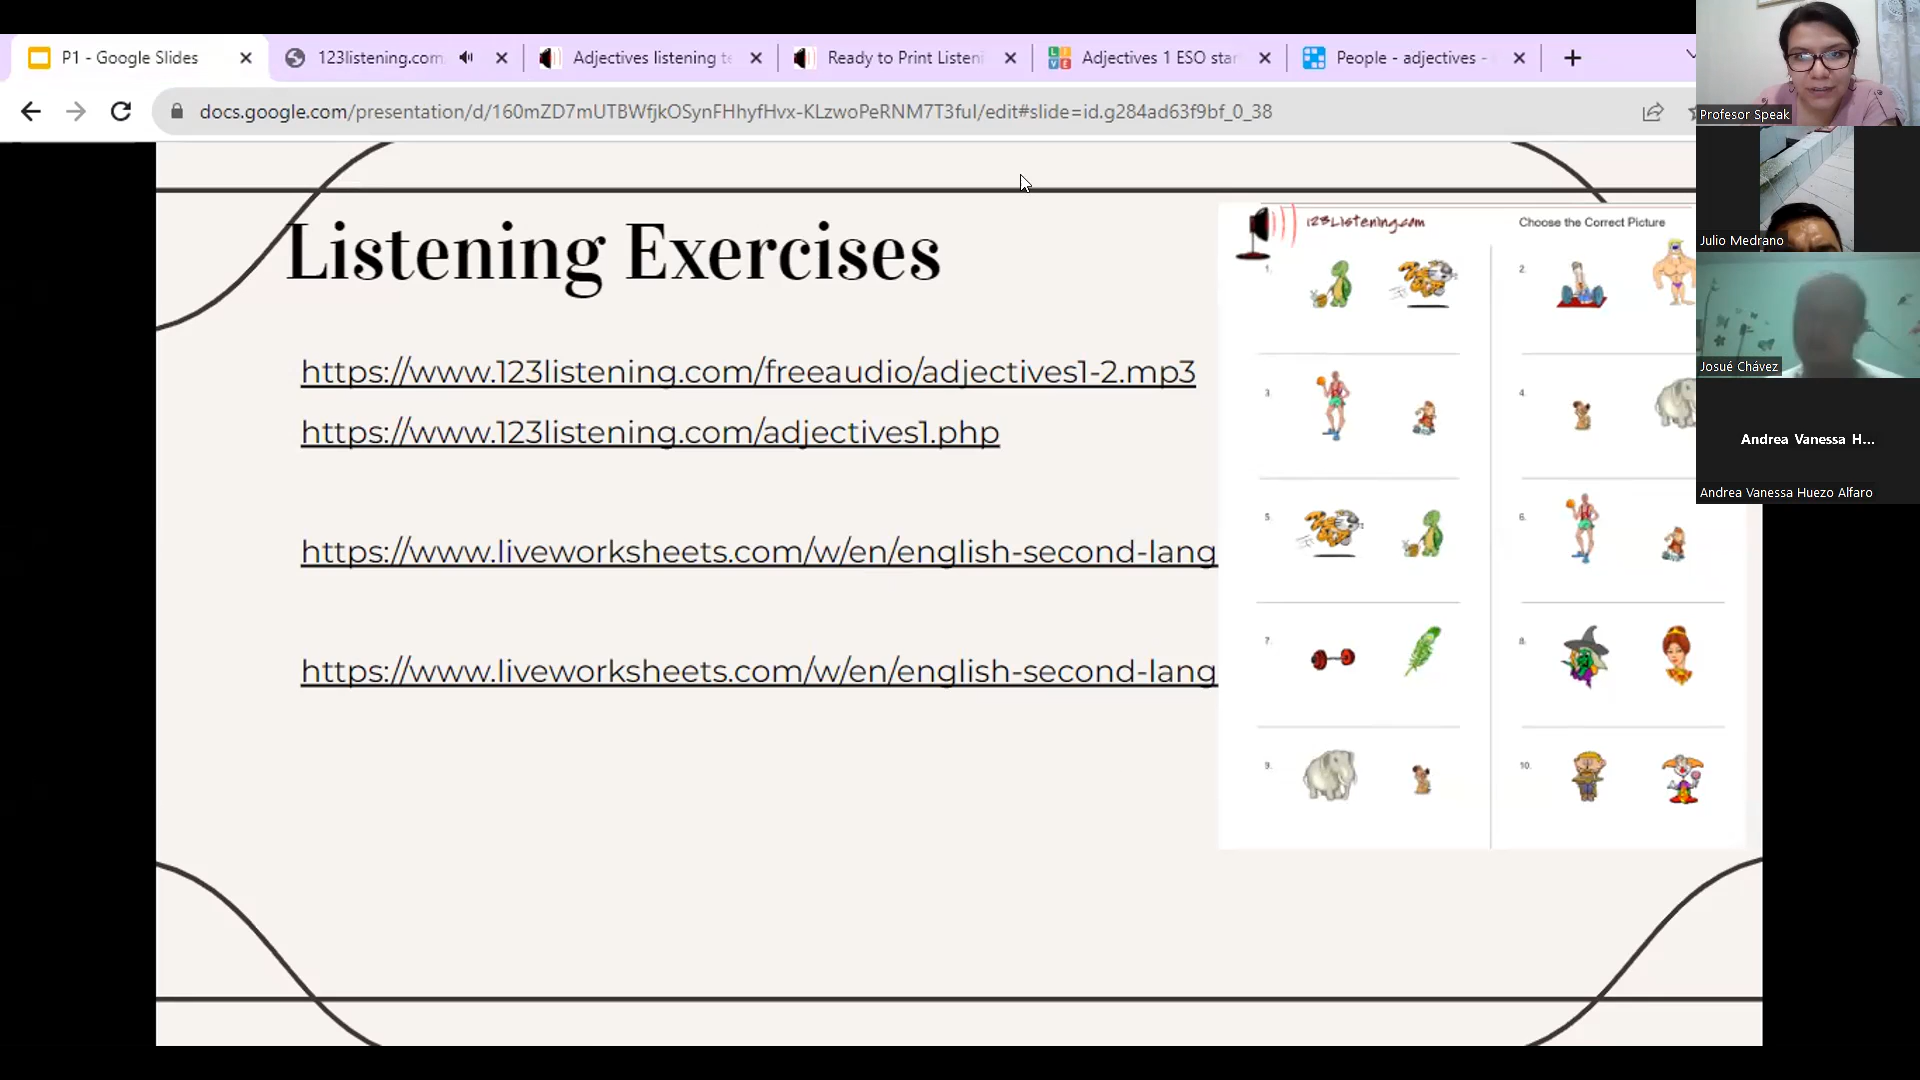 P1 - Google Slides
123listening.com
Adjectives listening te
Ready to Print Listeni
Adjectives 1 ESO star
People - adjectives -
docs.google.com/presentation/d/160mZD7mUTBWfjkOSynFHhyfHvx-KLzwoPeRNM7T3fuI/edit#slide=id.g284ad63f9bf_0_38
Listening Exercises
https://www.123listening.com/freeaudio/adjectives1-2.mp3
https://www.123listening.com/adjectives1.php
https://www.liveworksheets.com/w/en/english-second-lang
https://www.liveworksheets.com/w/en/english-second-lang
123Listening.com
Choose the Correct Picture
1.
2.
3.
4.
5.
6.
7.
8.
9.
10.
Profesor Speak
Julio Medrano
Josué Chávez
Andrea Vanessa H...
Andrea Vanessa Huezo Alfaro